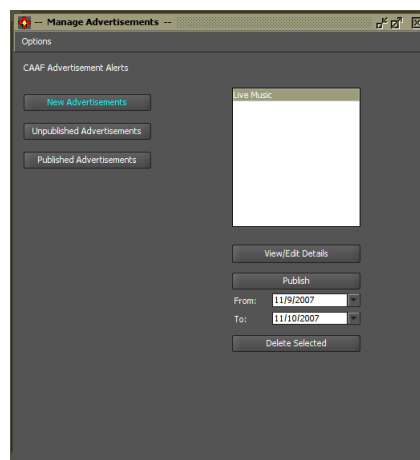 -- Manage Advertisements --
Options
CAAF Advertisement Alerts
New Advertisements
Unpublished Advertisements
Published Advertisements
Live Music
View/Edit Details
Publish
From: 11/9/2007
To: 11/10/2007
Delete Selected